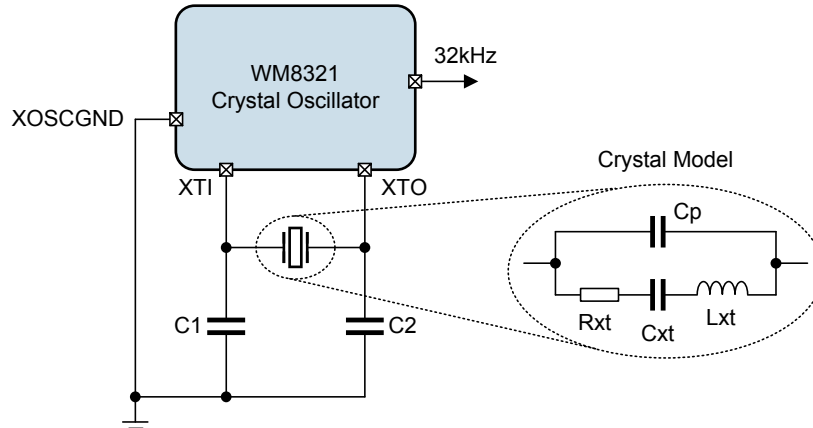 WM8321
Crystal Oscillator
32kHz
XOSCGND
XTI
XTO
Crystal Model
Cp
C1
C2
Rxt
Cxt
Lxt